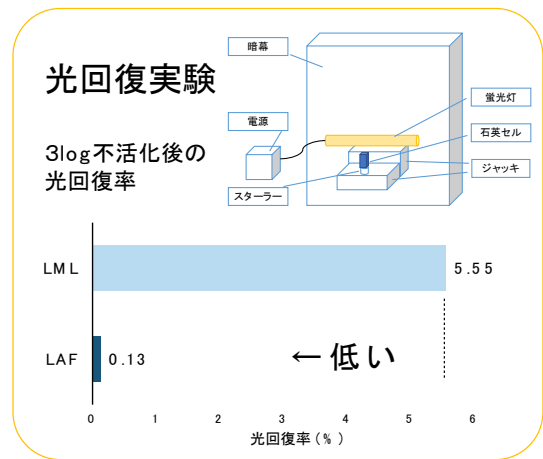 光回復実験
3log不活化後の
光回復率
暗幕
電源
蛍光灯
石英セル
ジャッキ
スターラー
LML
5.55
LAF
0.13
←低い
0 1 2 3 4 5 6
光回復率(%)